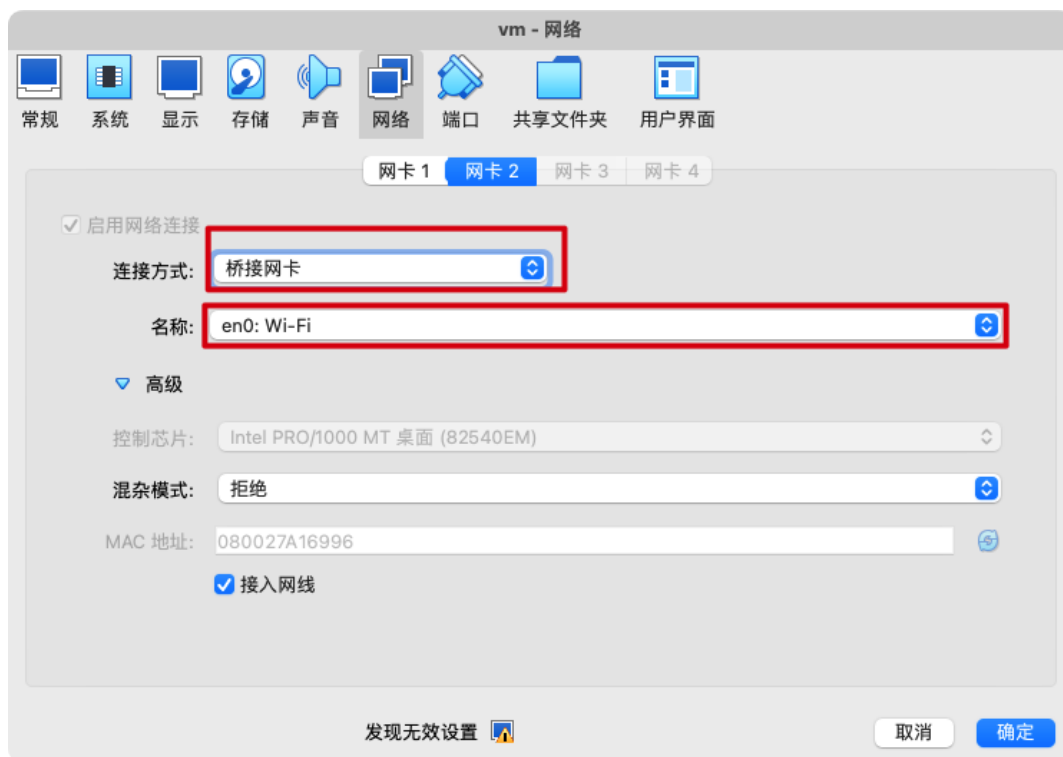 vm - 网络
常规 系统 显示 存储 声音 网络 端口 共享文件夹 用户界面
网卡 1 网卡 2 网卡 3 网卡 4
启用网络连接
连接方式: 桥接网卡
名称: en0: Wi-Fi
高级
控制芯片: Intel PRO/1000 MT 桌面 (82540EM)
混杂模式: 拒绝
MAC 地址: 080027A16996
接入网线
发现无效设置 取消 确定